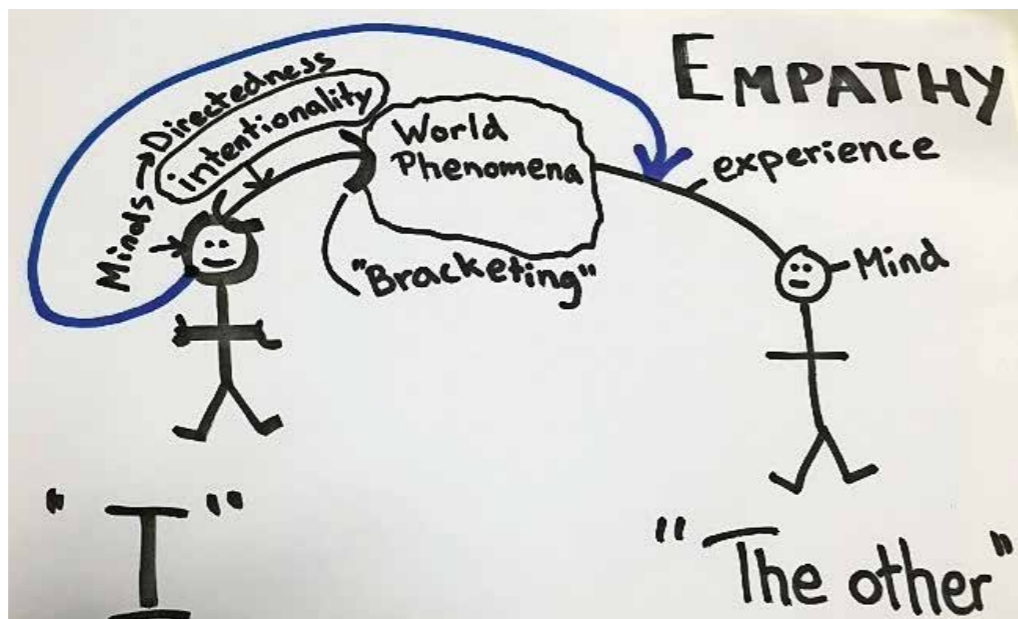 EMPATHY
Minds → Directedness
intentionality
World
Phenomena
experience
"Bracketing"
Mind
"I"
"The other"